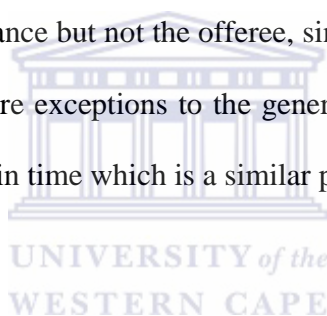 ance but not the offeree, sin
re exceptions to the gener
in time which is a similar p
UNIVERSITY of the
WESTERN CAPE